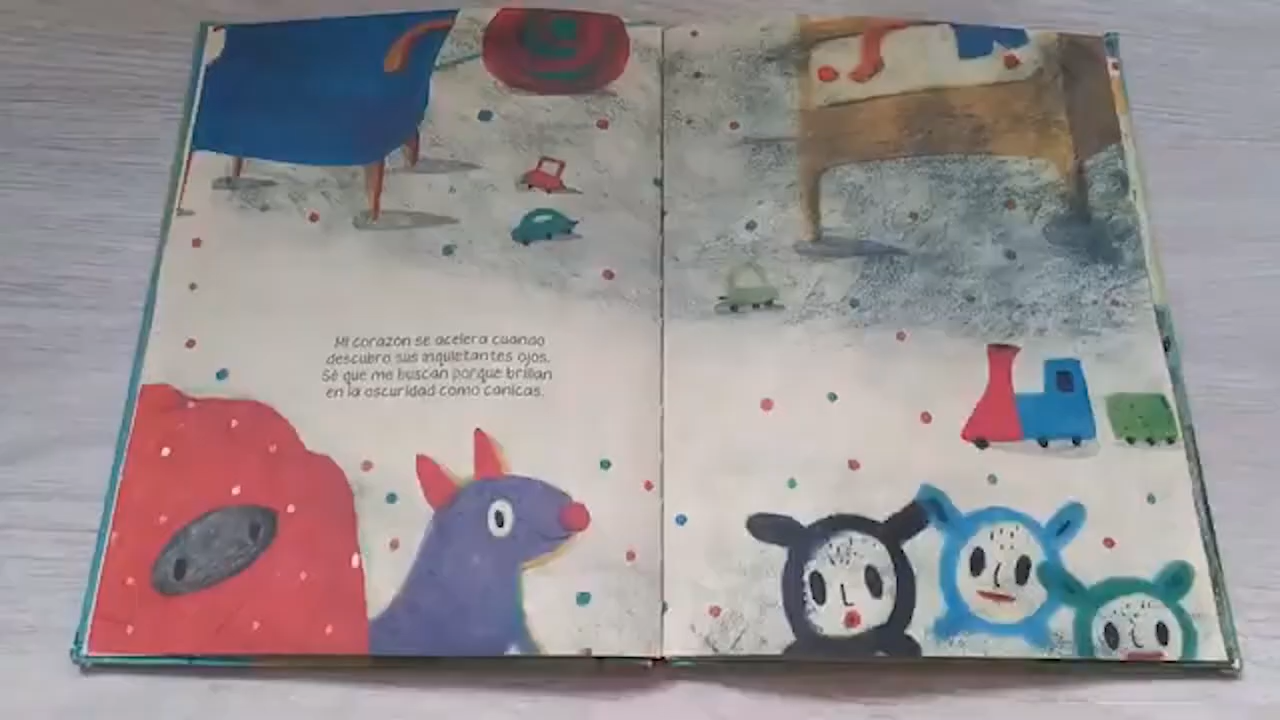 Mi corazón se acelera cuando
descubro sus inquietantes ojos.
Sé que me buscan porque brillan
en la oscuridad como canicas.